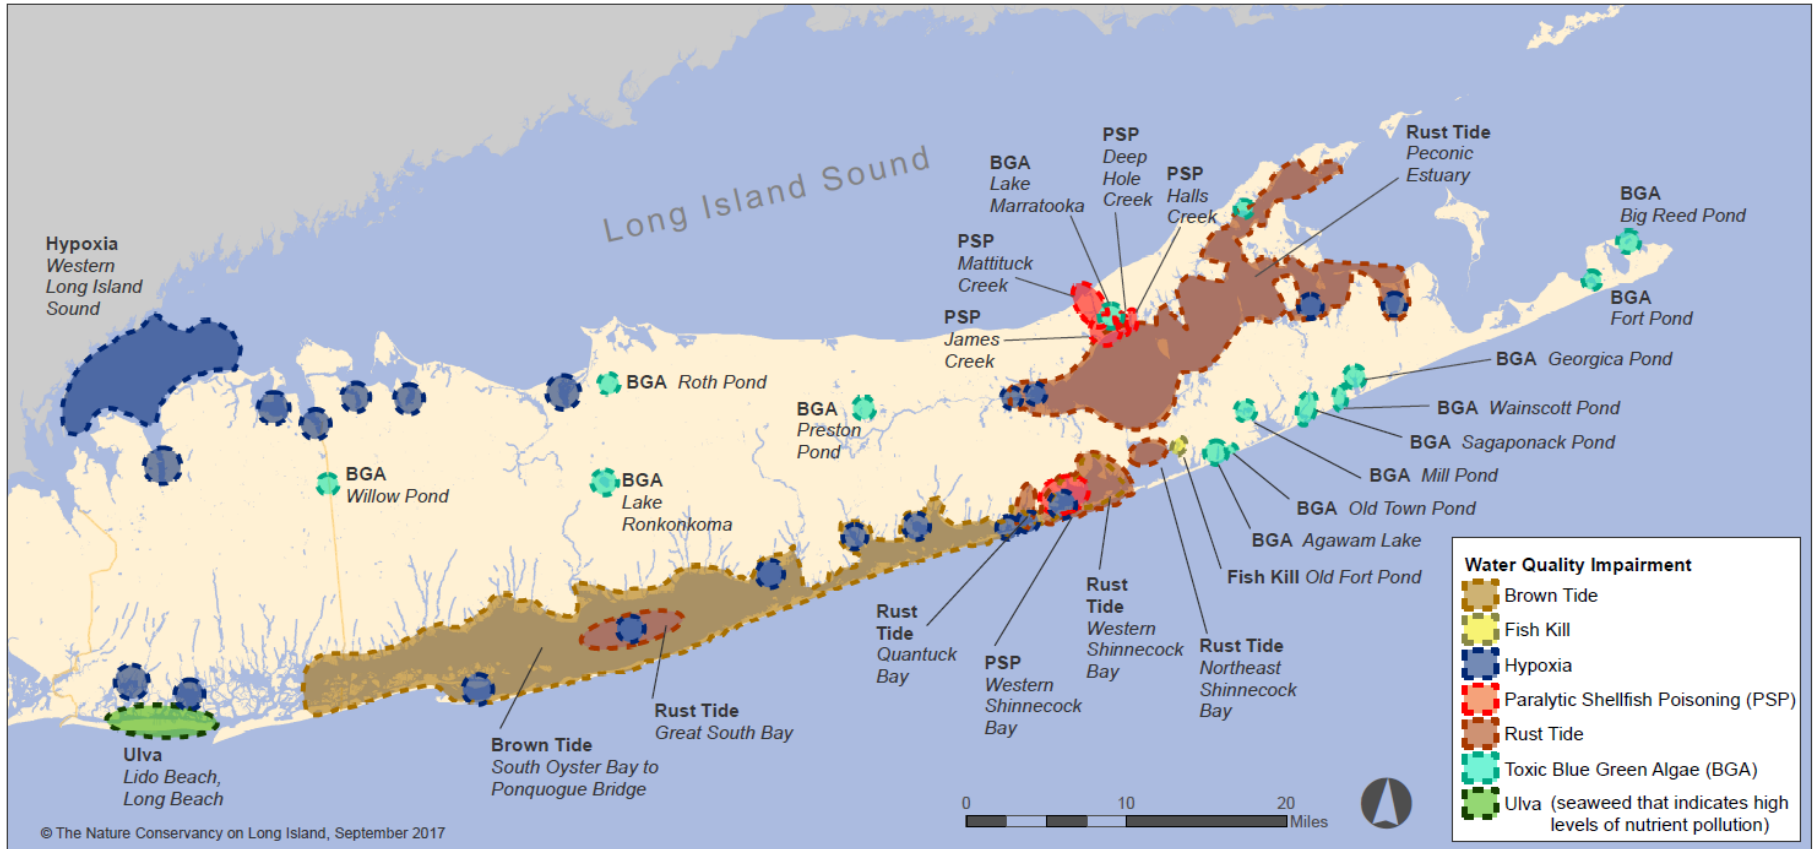 Long Island Sound
Hypoxia
Western
Long Island
Sound
BGA Roth Pond
BGA
Willow Pond
BGA
Lake
Ronkonkoma
BGA
Preston
Pond
PSP
James
Creek
PSP
Mattituck
Creek
BGA
Lake
Marratooka
PSP
Deep
Hole
Creek
PSP
Halls
Creek
Rust Tide
Peconic
Estuary
BGA
Big Reed Pond
BGA
Fort Pond
BGA Georgica Pond
BGA Wainscott Pond
BGA Sagaponack Pond
BGA Mill Pond
BGA Old Town Pond
BGA Agawam Lake
Fish Kill Old Fort Pond
Rust Tide
Northeast
Shinnecock
Bay
Rust
Tide
Western
Shinnecock
Bay
PSP
Western
Shinnecock
Bay
Rust
Tide
Quantuck
Bay
Rust Tide
Great South Bay
Brown Tide
South Oyster Bay to
Ponquogue Bridge
Ulva
Lido Beach,
Long Beach
© The Nature Conservancy on Long Island, September 2017
0 10 20
Miles
Water Quality Impairment
Brown Tide
Fish Kill
Hypoxia
Paralytic Shellfish Poisoning (PSP)
Rust Tide
Toxic Blue Green Algae (BGA)
Ulva (seaweed that indicates high
levels of nutrient pollution)